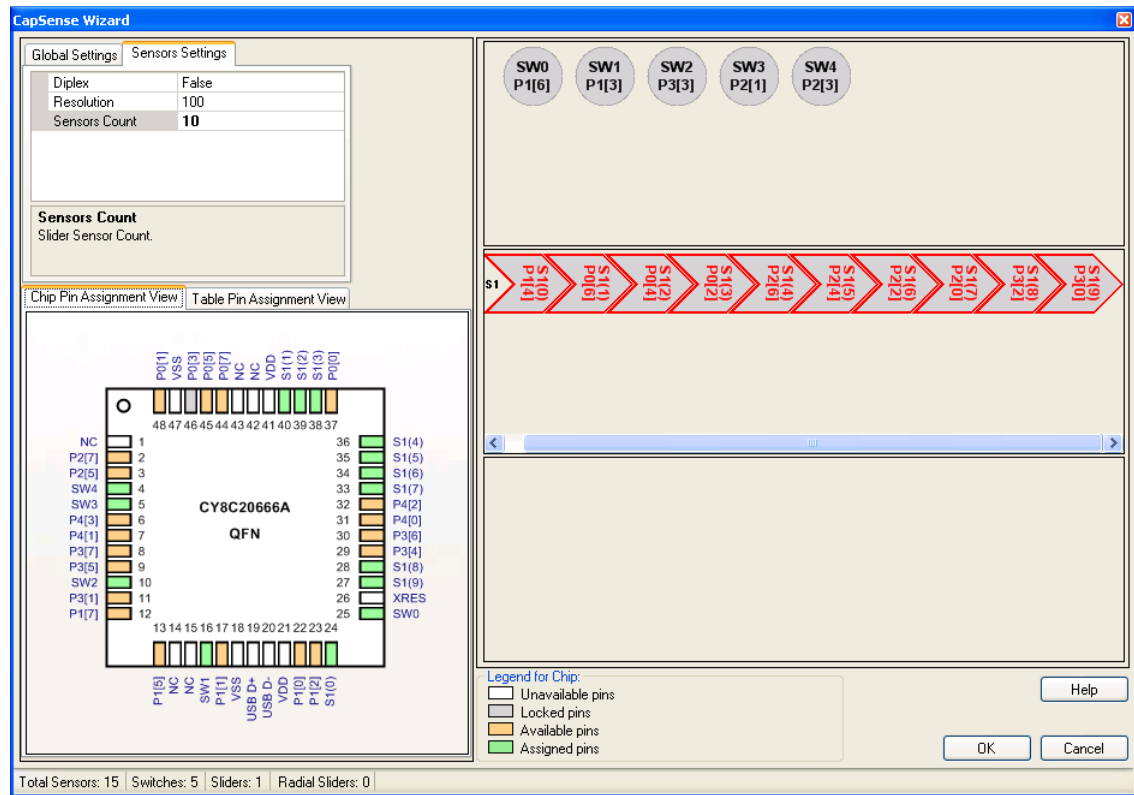 CapSense Wizard
Global Settings Sensors Settings
Diplex False
Resolution 100
Sensors Count 10
Sensors Count
Slider Sensor Count.
Chip Pin Assignment View Table Pin Assignment View
P0[1] VSS P0[3] P0[5] P0[7] NC NC VDD S1(1) S1(2) S1(3) P0[0]
48 47 46 45 44 43 42 41 40 39 38 37
NC 1 36 S1(4)
P2[7] 2 35 S1(5)
P2[5] 3 34 S1(6)
SW4 4 33 S1(7)
SW3 5 CY8C20666A 32 P4[2]
P4[3] 6 31 P4[0]
P4[1] 7 QFN 30 P3[6]
P3[7] 8 29 P3[4]
P3[5] 9 28 S1(8)
SW2 10 27 S1(9)
P3[1] 11 26 XRES
P1[7] 12 25 SW0
13 14 15 16 17 18 19 20 21 22 23 24
P1[5] NC NC SW1 P1[1] VSS USB D+ USB D- VDD P1[0] P1[2] S1(0)
SW0 SW1 SW2 SW3 SW4
P1[6] P1[3] P3[3] P2[1] P2[3]
S1
S1(0) P1[4]
S1(1) P0[6]
S1(2) P0[4]
S1(3) P0[2]
S1(4) P2[6]
S1(5) P2[4]
S1(6) P2[2]
S1(7) P2[0]
S1(8) P3[2]
S1(9) P3[0]
Legend for Chip:
Unavailable pins
Locked pins
Available pins
Assigned pins
Help
OK Cancel
Total Sensors: 15 Switches: 5 Sliders: 1 Radial Sliders: 0